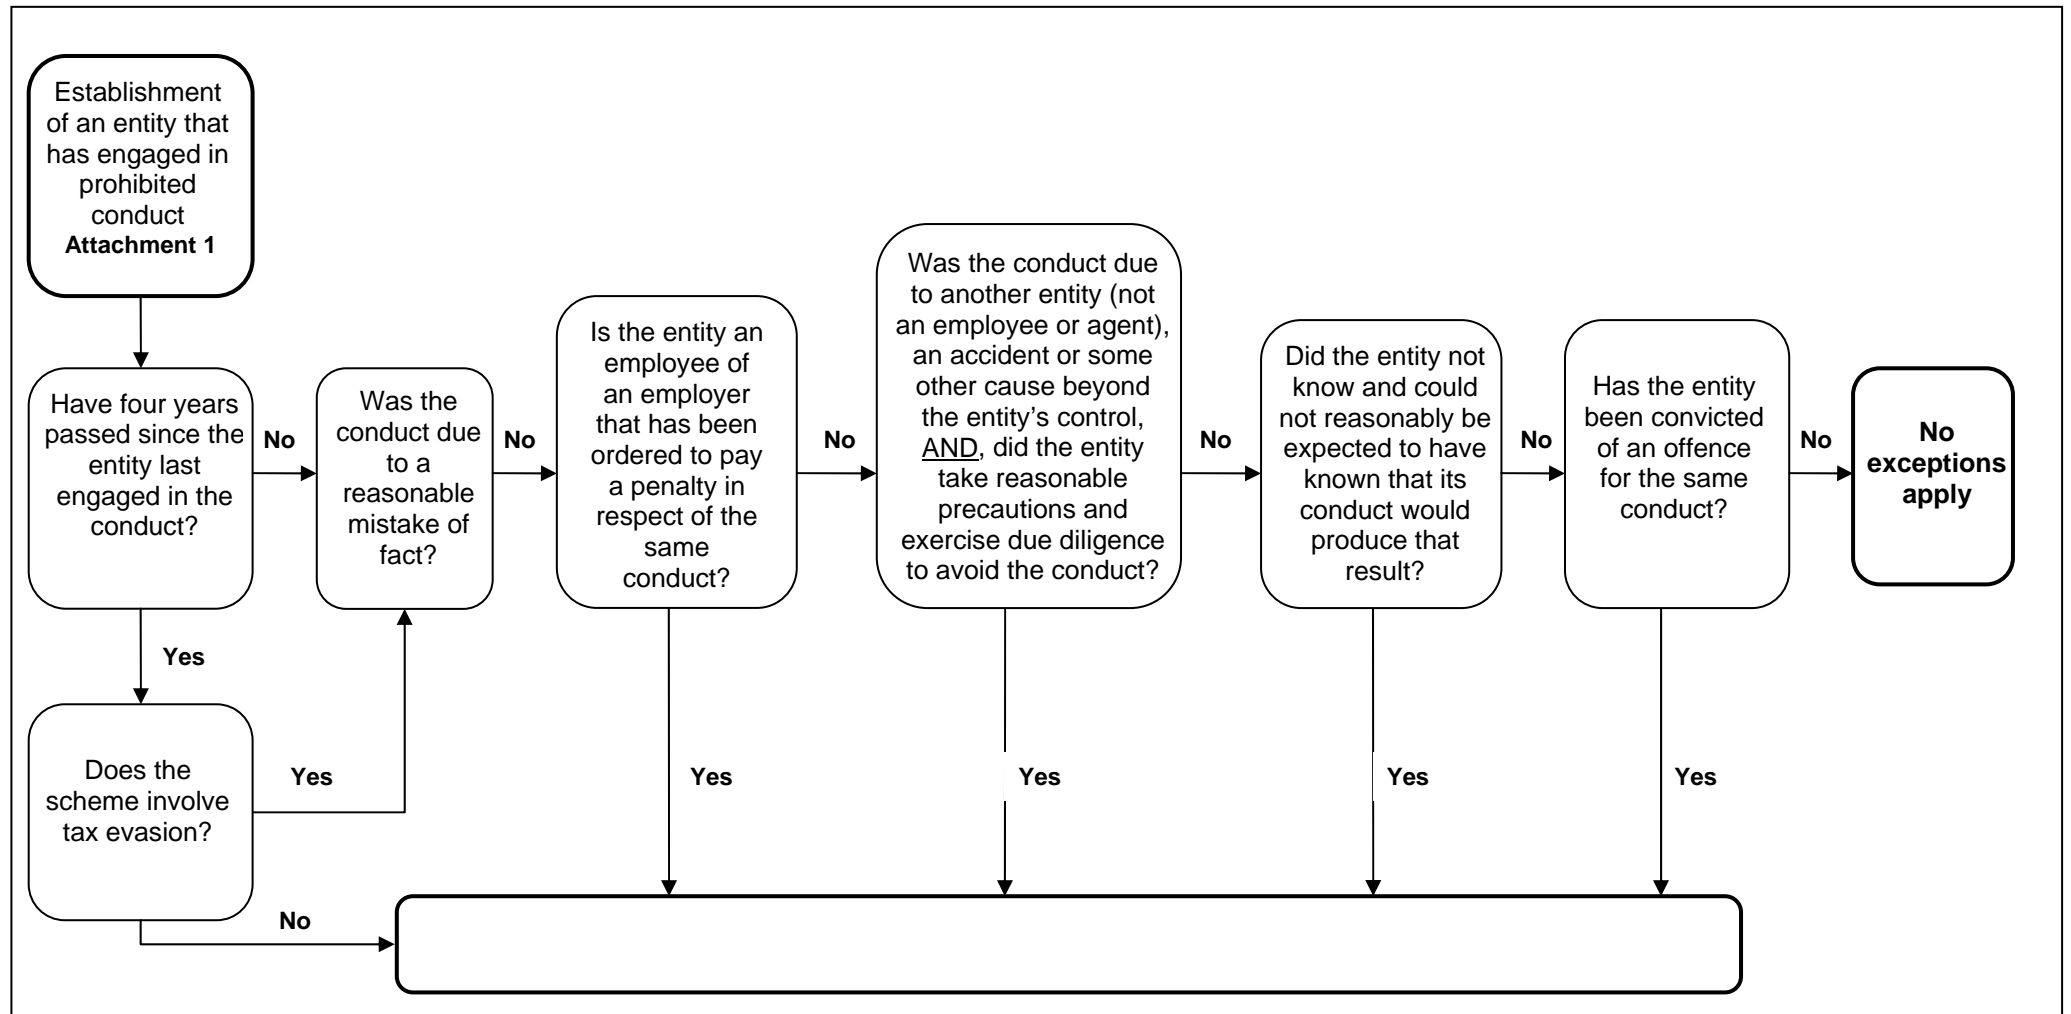 Establishment
of an entity that
has engaged in
prohibited
conduct
Attachment 1
Have four years
passed since the
entity last
engaged in the
conduct?
No
Was the
conduct due
to a
reasonable
mistake of
fact?
No
Is the entity an
employee of
an employer
that has been
ordered to pay
a penalty in
respect of the
same
conduct?
No
Was the conduct due
to another entity (not
an employee or agent),
an accident or some
other cause beyond
the entity’s control,
AND, did the entity
take reasonable
precautions and
exercise due diligence
to avoid the conduct?
No
Did the entity not
know and could
not reasonably be
expected to have
known that its
conduct would
produce that
result?
No
Has the entity
been convicted
of an offence
for the same
conduct?
No
No
exceptions
apply
Yes
Does the
scheme involve
tax evasion?
Yes
Yes
Yes
Yes
Yes
No